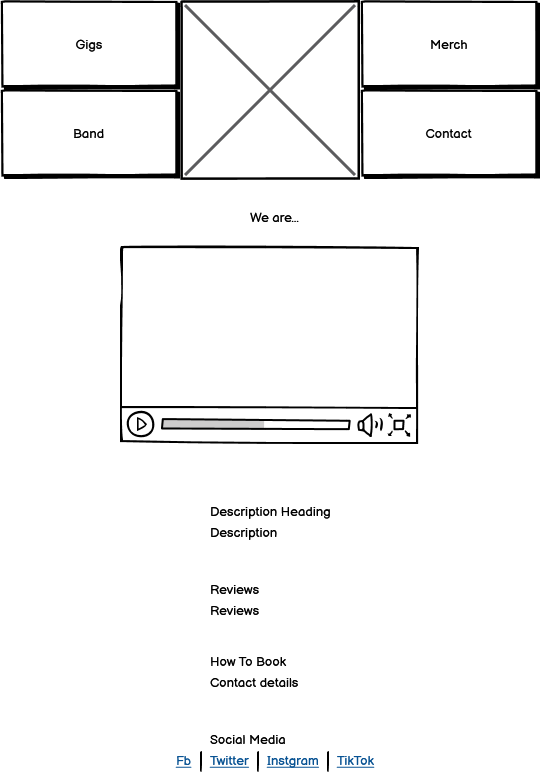 Gigs
Merch
Band
Contact
We are...
Description Heading
Description
Reviews
Reviews
How To Book
Contact details
Social Media
Fb | Twitter | Instgram | TikTok